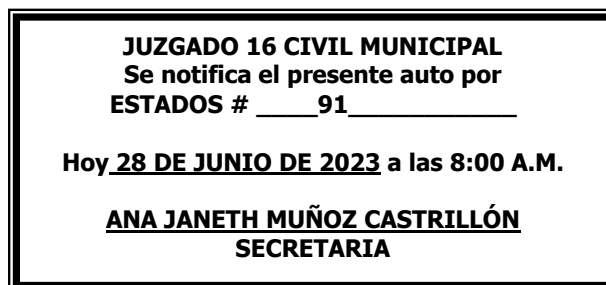 JUZGADO 16 CIVIL MUNICIPAL
Se notifica el presente auto por
ESTADOS # ____91___________
Hoy 28 DE JUNIO DE 2023 a las 8:00 A.M.
ANA JANETH MUÑOZ CASTRILLÓN
SECRETARIA